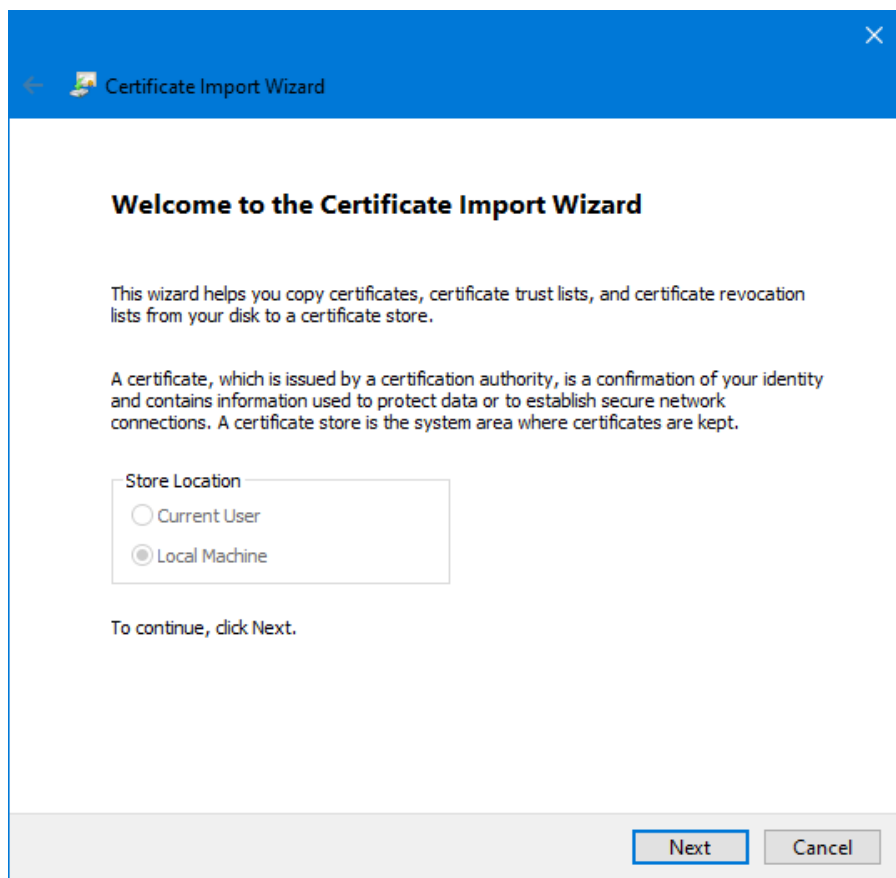 Certificate Import Wizard
Welcome to the Certificate Import Wizard
This wizard helps you copy certificates, certificate trust lists, and certificate revocation
lists from your disk to a certificate store.
A certificate, which is issued by a certification authority, is a confirmation of your identity
and contains information used to protect data or to establish secure network
connections. A certificate store is the system area where certificates are kept.
Store Location
Current User
Local Machine
To continue, click Next.
Next Cancel